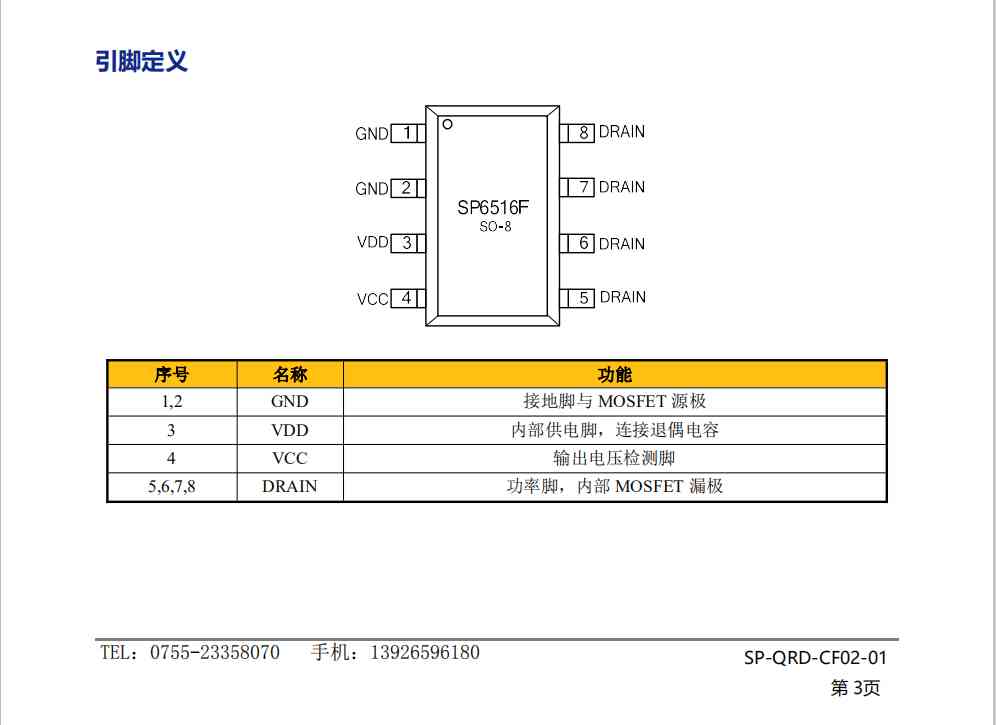 引脚定义
GND 1 8 DRAIN
GND 2 7 DRAIN
SP6516F
SO-8
VDD 3 6 DRAIN
VCC 4 5 DRAIN
序号 名称 功能
1,2 GND 接地脚与 MOSFET 源极
3 VDD 内部供电脚，连接退偶电容
4 VCC 输出电压检测脚
5,6,7,8 DRAIN 功率脚，内部 MOSFET 漏极
TEL：0755-23358070 手机：13926596180
SP-QRD-CF02-01
第 3页